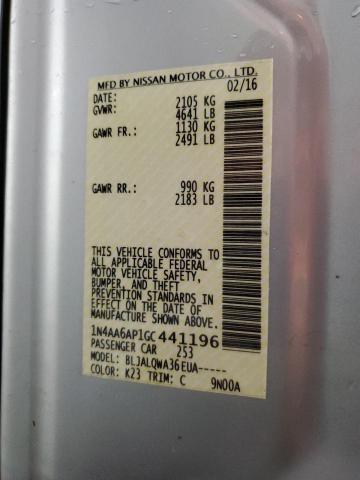 MFD BY NISSAN MOTOR CO., LTD.
DATE: 02/16
GVWR: 2105 KG
4641 LB
GAWR FR.: 1130 KG
2491 LB
GAWR RR.: 990 KG
2183 LB
THIS VEHICLE CONFORMS TO
ALL APPLICABLE FEDERAL
MOTOR VEHICLE SAFETY,
BUMPER, AND THEFT
PREVENTION STANDARDS IN
EFFECT ON THE DATE OF
MANUFACTURE SHOWN ABOVE.
1N4AA6AP1GC441196
PASSENGER CAR 253
MODEL: BLJALQWA36EUA-----
COLOR: K23 TRIM: C 9N00A